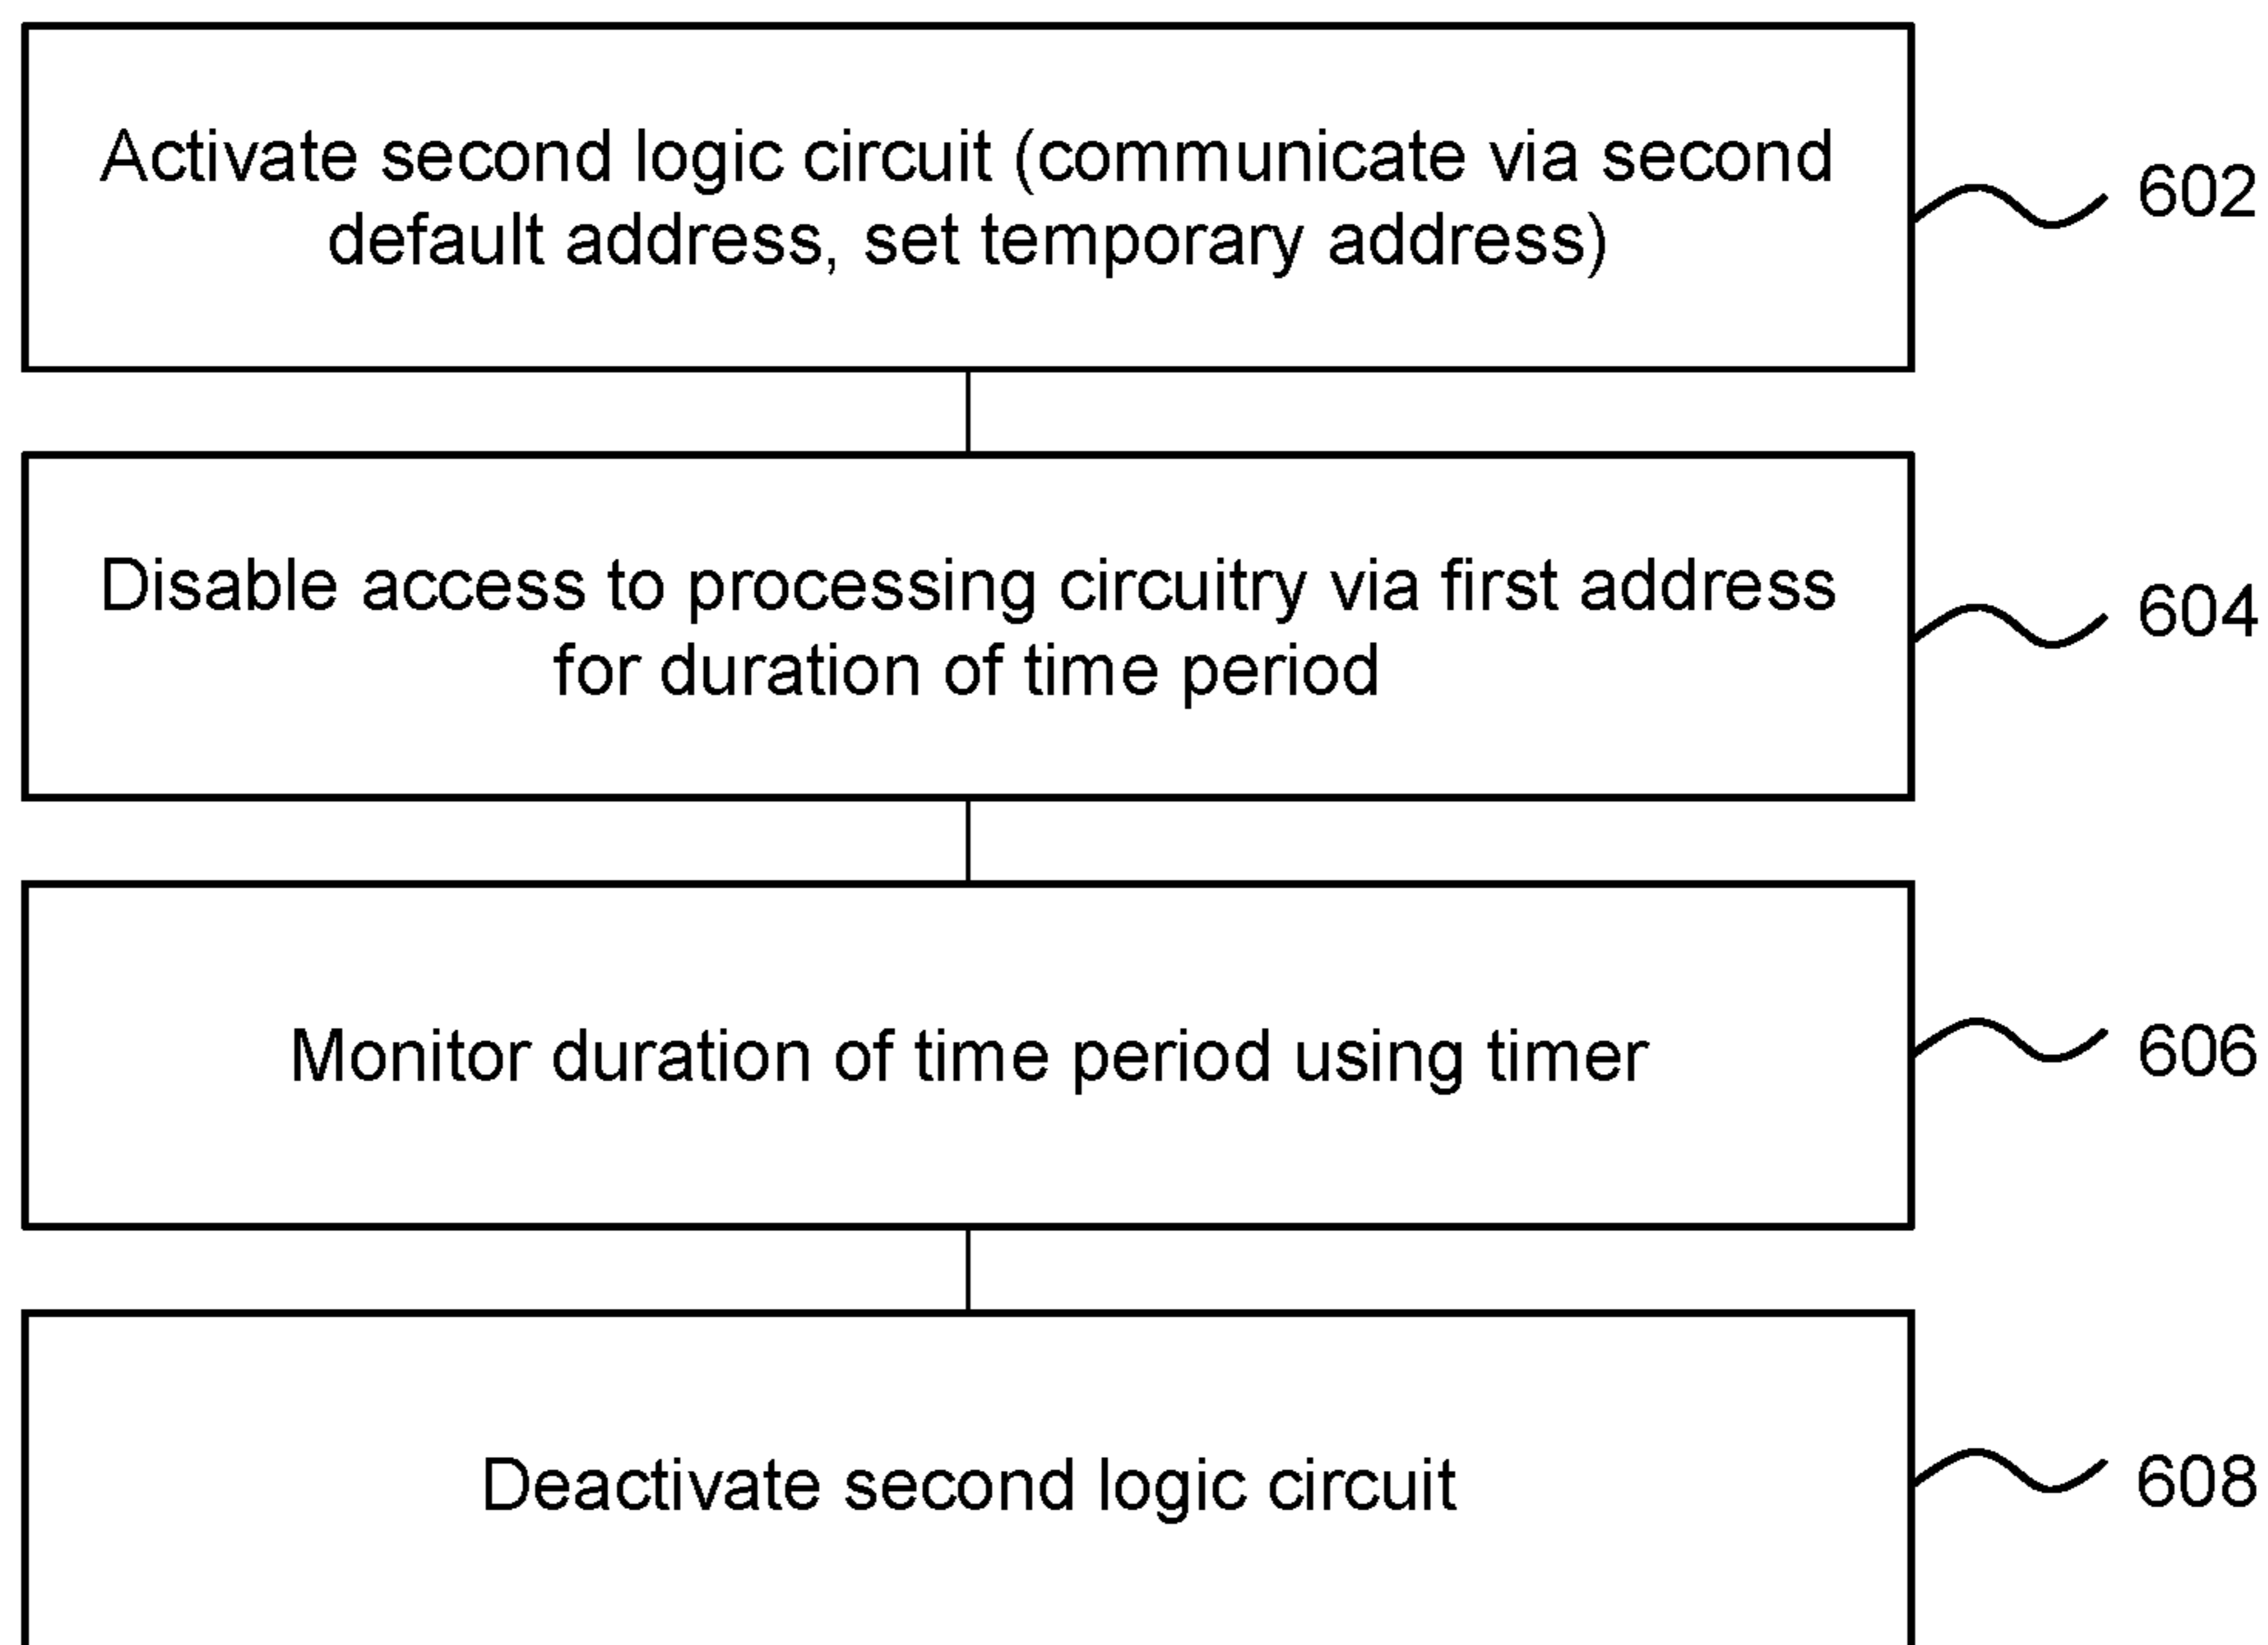 Activate second logic circuit (communicate via second
default address, set temporary address)
602
Disable access to processing circuitry via first address
for duration of time period
604
Monitor duration of time period using timer
606
Deactivate second logic circuit
608